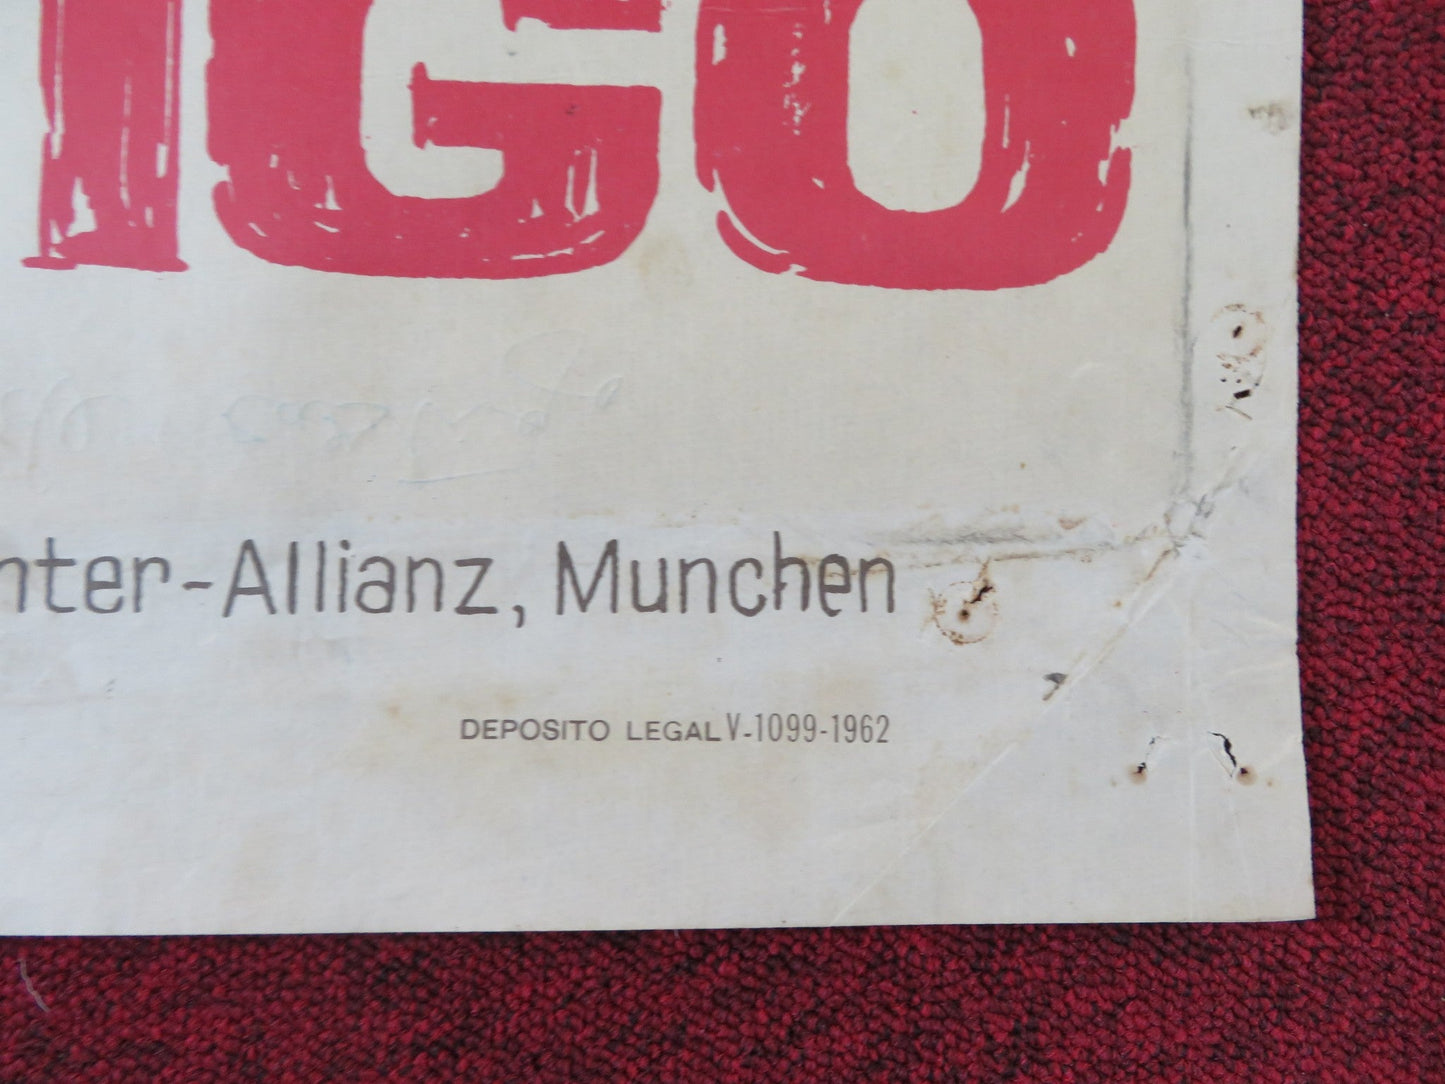 IGO
nter-Allianz, Munchen
DEPOSITO LEGAL V-1099-1962